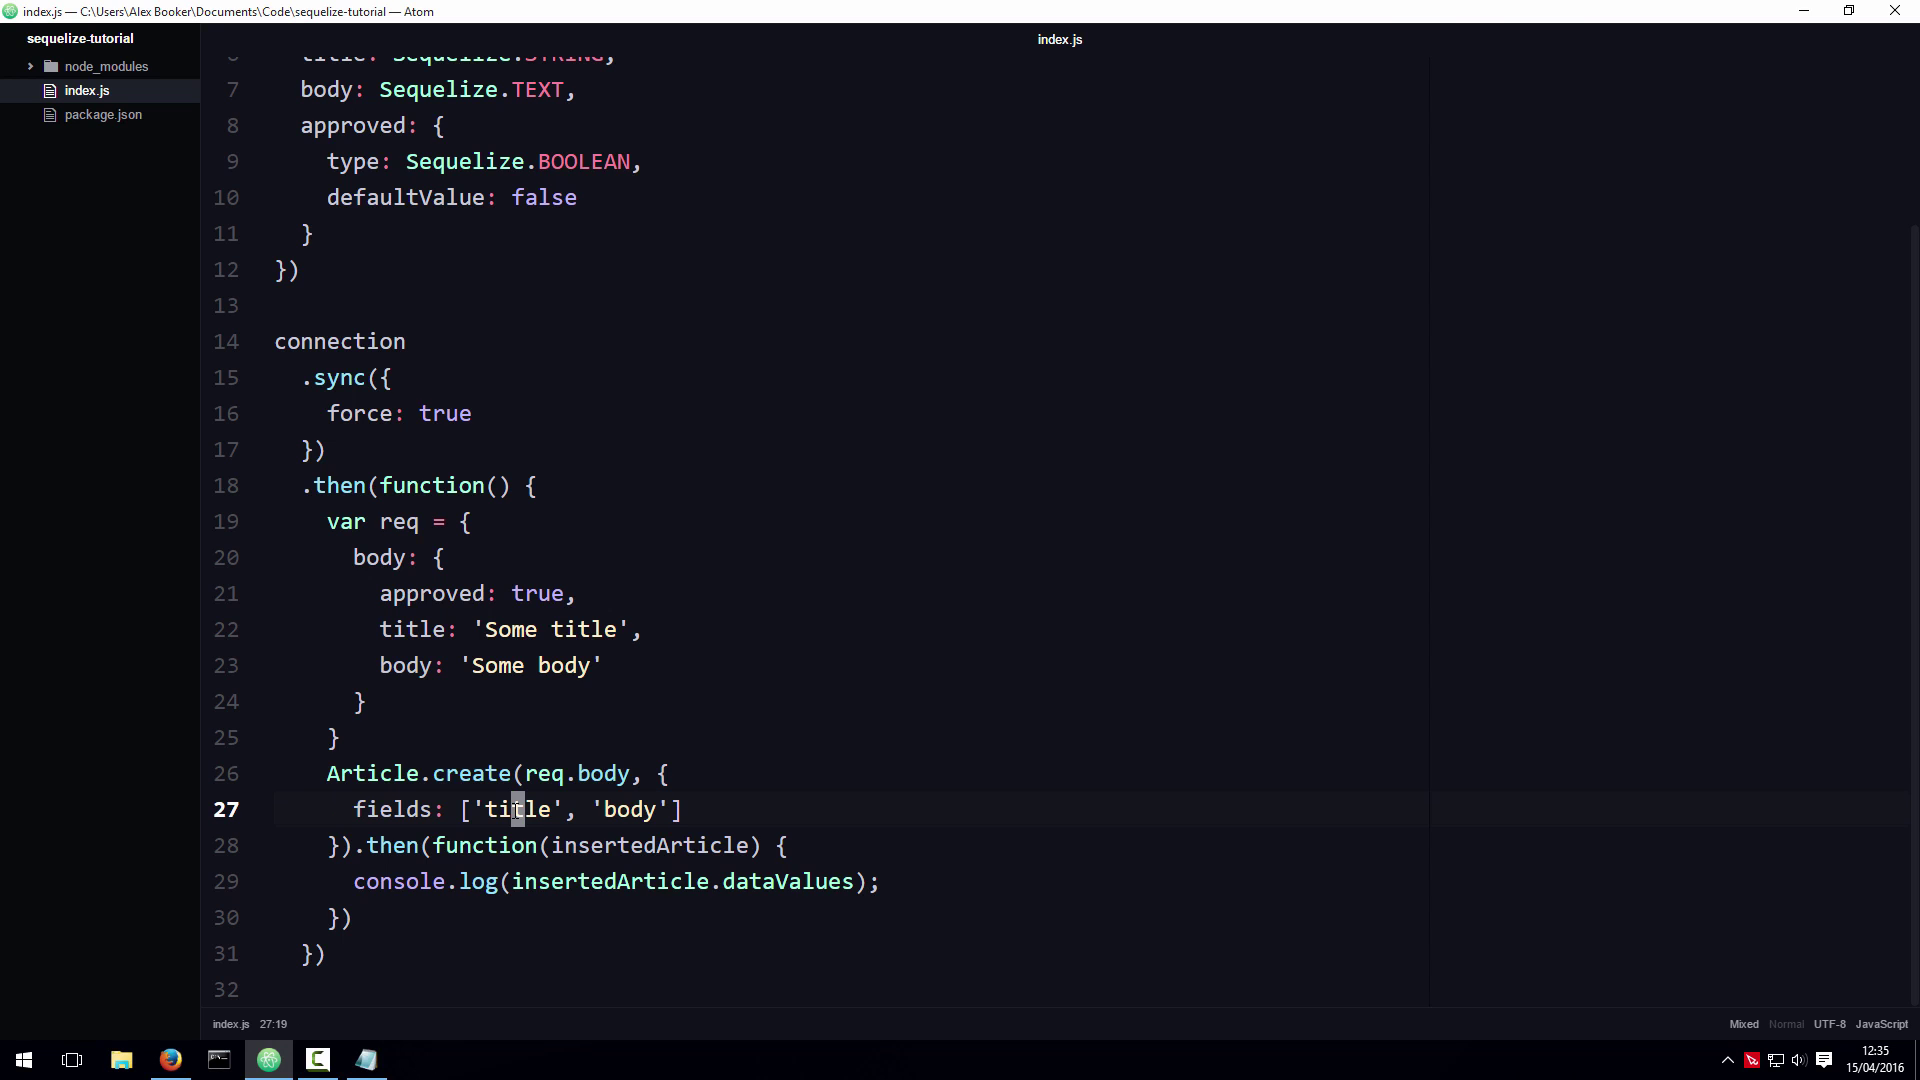 index.js — C:\Users\Alex Booker\Documents\Code\sequelize-tutorial — Atom
sequelize-tutorial
node_modules
index.js
package.json
index.js
6 title: Sequelize.STRING,
7 body: Sequelize.TEXT,
8 approved: {
9 type: Sequelize.BOOLEAN,
10 defaultValue: false
11 }
12 })
13
14 connection
15 .sync({
16 force: true
17 })
18 .then(function() {
19 var req = {
20 body: {
21 approved: true,
22 title: 'Some title',
23 body: 'Some body'
24 }
25 }
26 Article.create(req.body, {
27 fields: ['title', 'body']
28 }).then(function(insertedArticle) {
29 console.log(insertedArticle.dataValues);
30 })
31 })
32
index.js 27:19
Mixed Normal UTF-8 JavaScript
12:35
15/04/2016